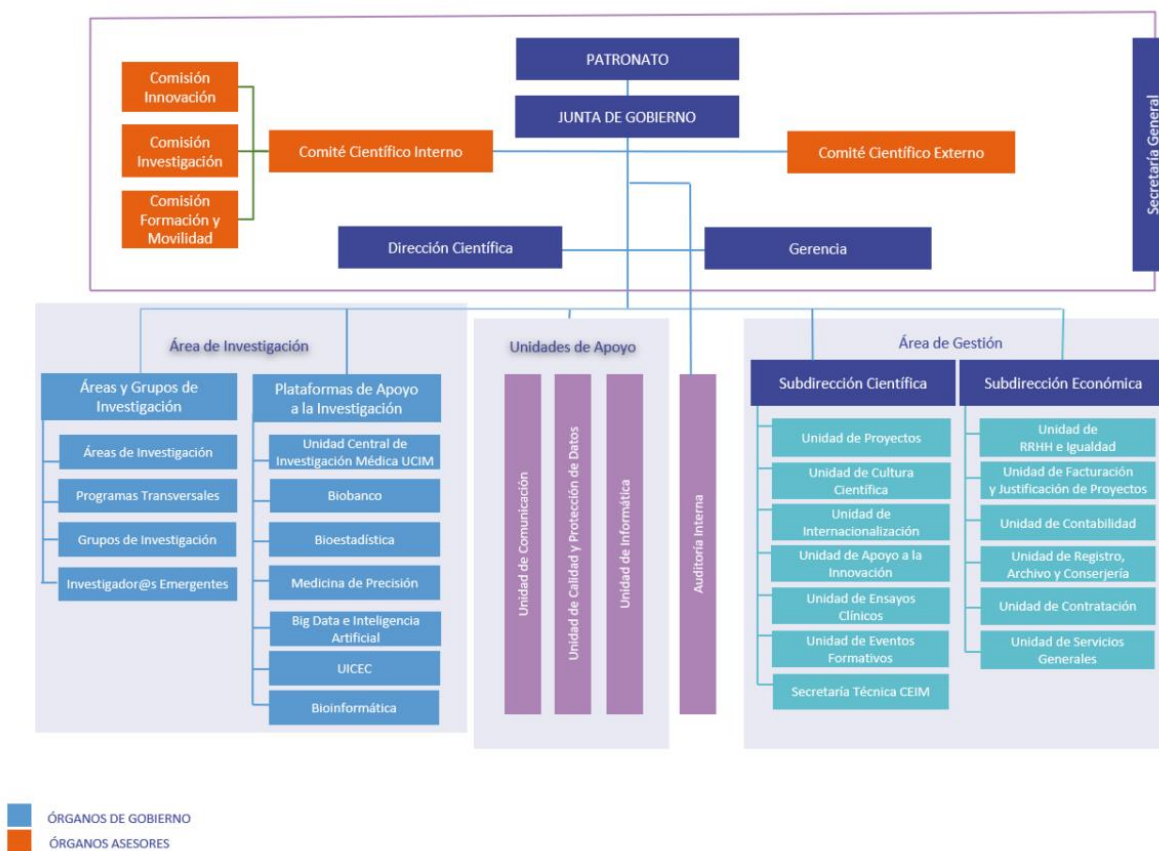 PATRONATO
JUNTA DE GOBIERNO
Secretaría General
Comisión
Innovación
Comisión
Investigación
Comisión
Formación y
Movilidad
Comité Científico Interno
Comité Científico Externo
Dirección Científica
Gerencia
Área de Investigación
Áreas y Grupos de
Investigación
Áreas de Investigación
Programas Transversales
Grupos de Investigación
Investigador@s Emergentes
Plataformas de Apoyo
a la Investigación
Unidad Central de
Investigación Médica UCIM
Biobanco
Bioestadística
Medicina de Precisión
Big Data e Inteligencia
Artificial
UICEC
Bioinformática
Unidades de Apoyo
Unidad de Comunicación
Unidad de Calidad y Protección de Datos
Unidad de Informática
Auditoría Interna
Área de Gestión
Subdirección Científica
Unidad de Proyectos
Unidad de Cultura
Científica
Unidad de
Internacionalización
Unidad de Apoyo a la
Innovación
Unidad de Ensayos
Clínicos
Unidad de Eventos
Formativos
Secretaría Técnica CEIM
Subdirección Económica
Unidad de
RRHH e Igualdad
Unidad de Facturación
y Justificación de Proyectos
Unidad de Contabilidad
Unidad de Registro,
Archivo y Conserjería
Unidad de Contratación
Unidad de Servicios
Generales
ÓRGANOS DE GOBIERNO
ÓRGANOS ASESORES